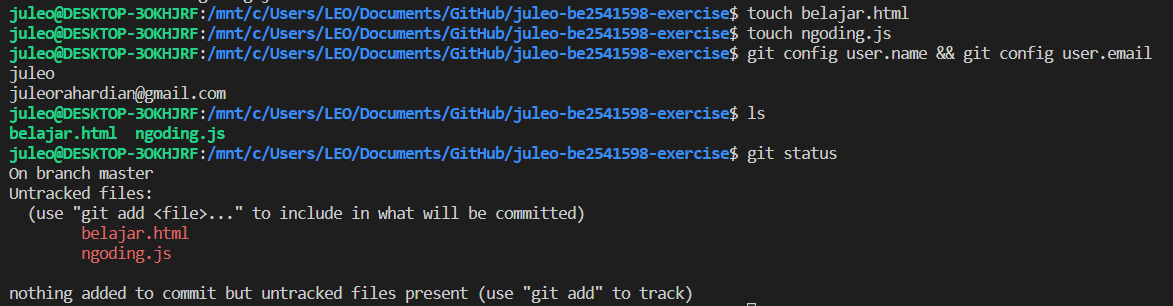 juleo@DESKTOP-3OKHJRF:/mnt/c/Users/LEO/Documents/GitHub/juleo-be2541598-exercise$ touch belajar.html
juleo@DESKTOP-3OKHJRF:/mnt/c/Users/LEO/Documents/GitHub/juleo-be2541598-exercise$ touch ngoding.js
juleo@DESKTOP-3OKHJRF:/mnt/c/Users/LEO/Documents/GitHub/juleo-be2541598-exercise$ git config user.name && git config user.email
juleo
juleorahardian@gmail.com
juleo@DESKTOP-3OKHJRF:/mnt/c/Users/LEO/Documents/GitHub/juleo-be2541598-exercise$ ls
belajar.html  ngoding.js
juleo@DESKTOP-3OKHJRF:/mnt/c/Users/LEO/Documents/GitHub/juleo-be2541598-exercise$ git status
On branch master
Untracked files:
  (use "git add <file>..." to include in what will be committed)
        belajar.html
        ngoding.js

nothing added to commit but untracked files present (use "git add" to track)